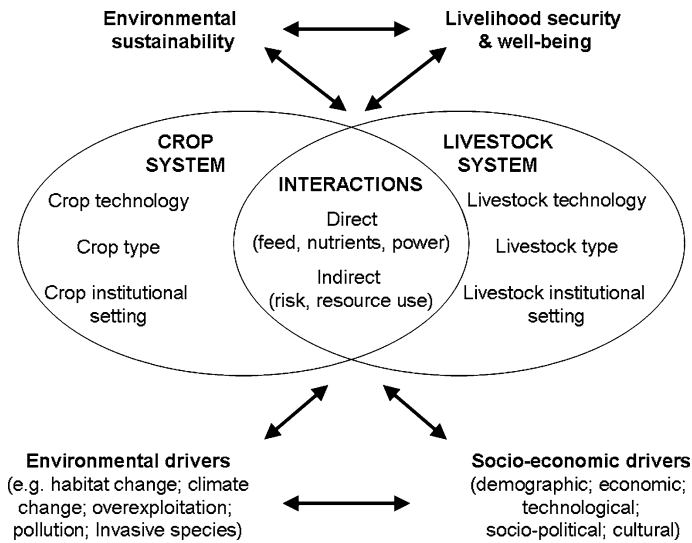 Environmental
sustainability
Livelihood security
& well-being
CROP
SYSTEM
Crop technology
Crop type
Crop institutional
setting
INTERACTIONS
Direct
(feed, nutrients, power)
Indirect
(risk, resource use)
LIVESTOCK
SYSTEM
Livestock technology
Livestock type
Livestock institutional
setting
Environmental drivers
(e.g. habitat change; climate
change; overexploitation;
pollution; Invasive species)
Socio-economic drivers
(demographic; economic;
technological;
socio-political; cultural)